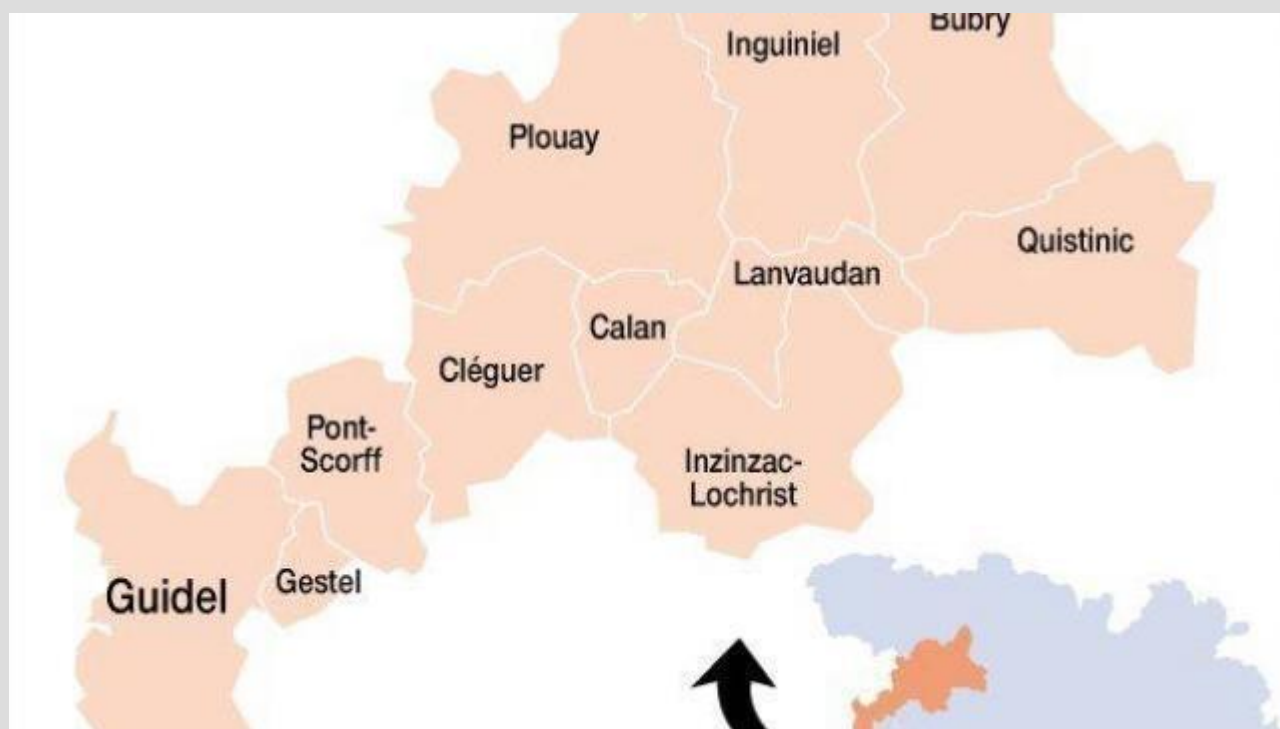 Bubry
Inguiniel
Plouay
Quistinic
Lanvaudan
Calan
Cléguer
Pont-
Scorff
Inzinzac-
Lochrist
Gestel
Guidel